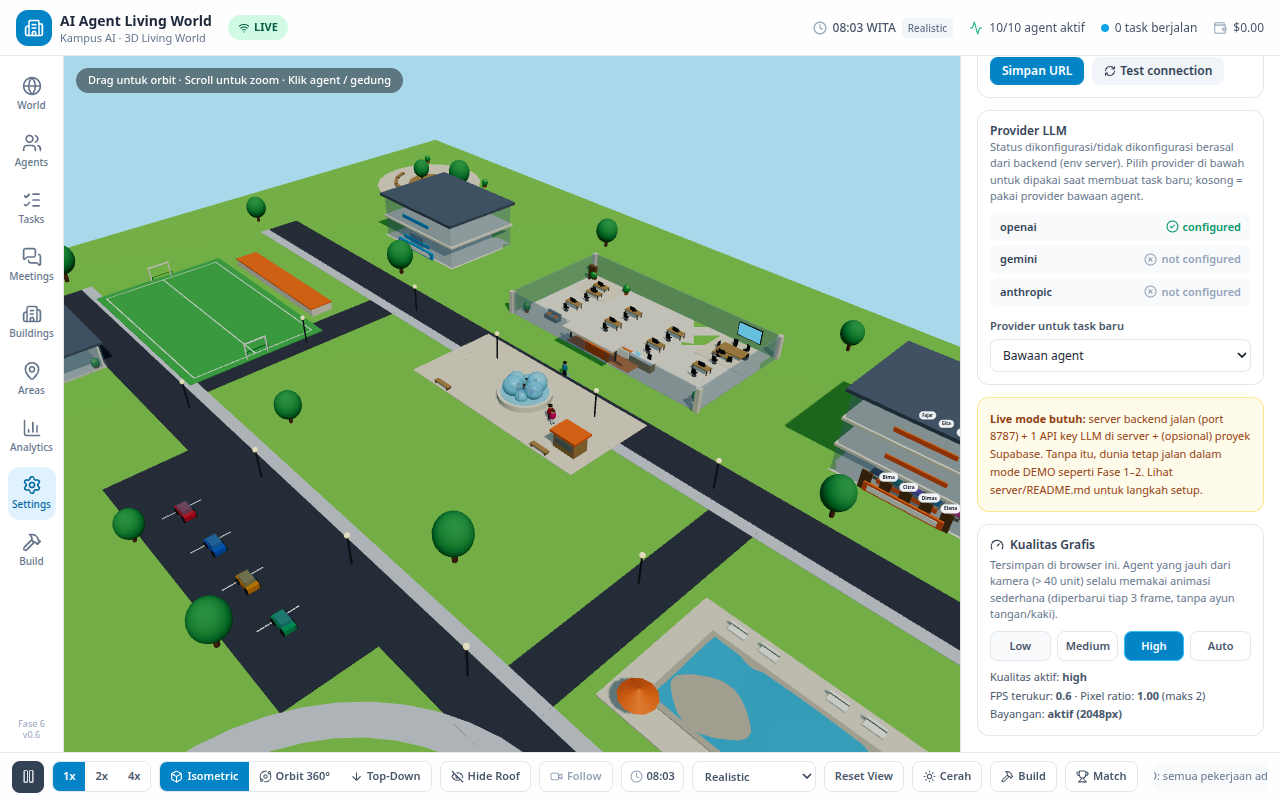 AI Agent Living World
Kampus AI · 3D Living World
LIVE
08:03 WITA
Realistic
10/10 agent aktif
0 task berjalan
$0.00
World
Agents
Tasks
Meetings
Buildings
Areas
Analytics
Settings
Build
Fase 6
v0.6
Drag untuk orbit · Scroll untuk zoom · Klik agent / gedung
Fajar
Eka
Bima
Citra
Dimas
Elena
Simpan URL
Test connection
Provider LLM
Status dikonfigurasi/tidak dikonfigurasi berasal
dari backend (env server). Pilih provider di bawah
untuk dipakai saat membuat task baru; kosong =
pakai provider bawaan agent.
openai
configured
gemini
not configured
anthropic
not configured
Provider untuk task baru
Bawaan agent
Live mode butuh: server backend jalan (port
8787) + 1 API key LLM di server + (opsional) proyek
Supabase. Tanpa itu, dunia tetap jalan dalam
mode DEMO seperti Fase 1–2. Lihat
server/README.md untuk langkah setup.
Kualitas Grafis
Tersimpan di browser ini. Agent yang jauh dari
kamera (> 40 unit) selalu memakai animasi
sederhana (diperbarui tiap 3 frame, tanpa ayun
tangan/kaki).
Low
Medium
High
Auto
Kualitas aktif: high
FPS terukur: 0.6 · Pixel ratio: 1.00 (maks 2)
Bayangan: aktif (2048px)
1x
2x
4x
Isometric
Orbit 360°
Top-Down
Hide Roof
Follow
08:03
Realistic
Reset View
Cerah
Build
Match
): semua pekerjaan ad